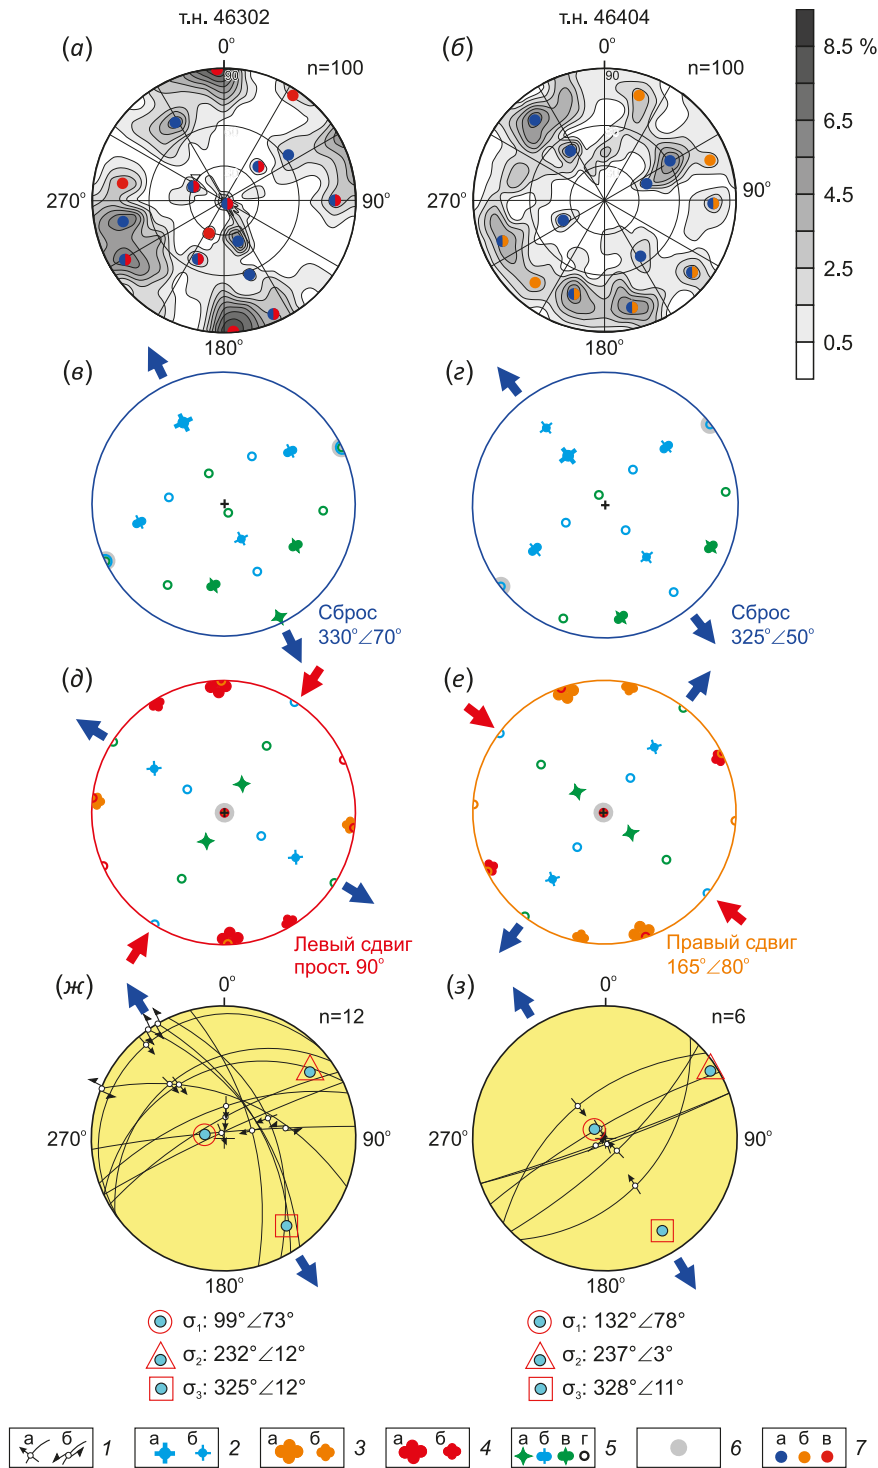 т.н. 46302
т.н. 46404
(а)
0°
n=100
90
270°
90°
180°
(б)
0°
n=100
90
270°
90°
180°
8.5 %
6.5
4.5
2.5
0.5
(в)
Сброс
330°∠70°
(г)
Сброс
325°∠50°
(д)
Левый сдвиг
прост. 90°
(е)
Правый сдвиг
165°∠80°
(ж)
0°
n=12
270°
90°
180°
(з)
0°
n=6
270°
90°
180°
σ₁: 99°∠73°
σ₂: 232°∠12°
σ₃: 325°∠12°
σ₁: 132°∠78°
σ₂: 237°∠3°
σ₃: 328°∠11°
а б 1
а б 2
а б 3
а б 4
а б в г 5
6
а б в 7